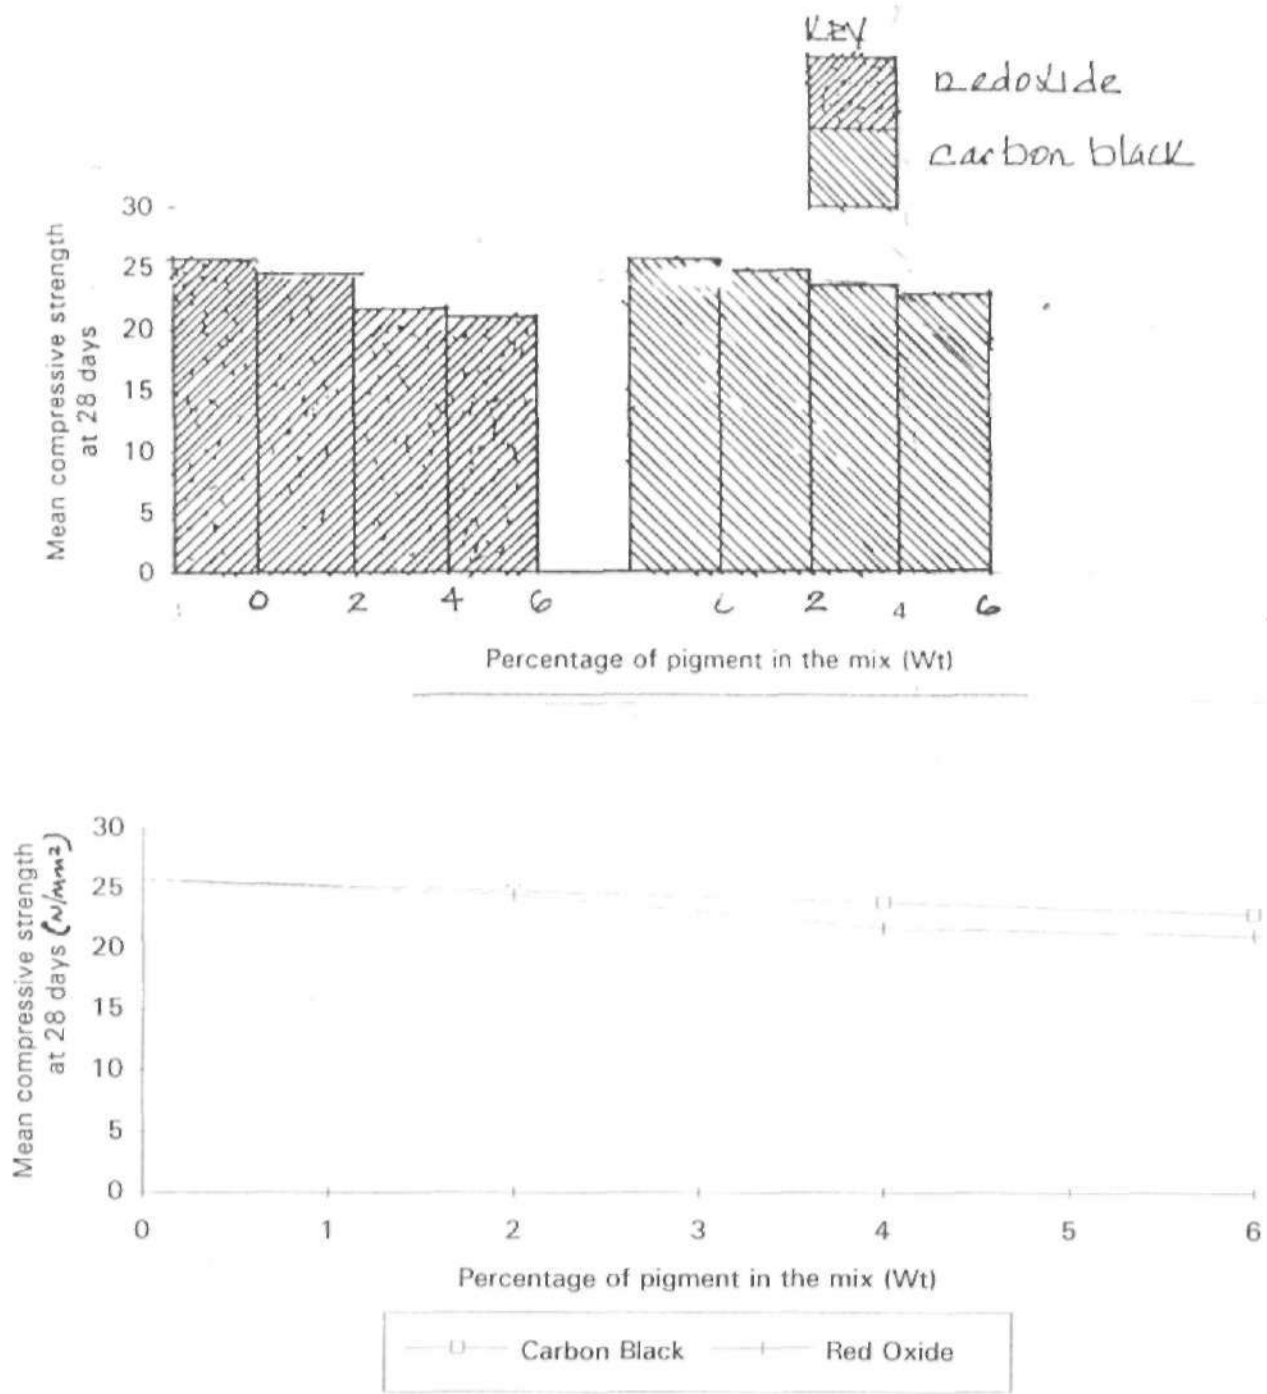 KEY
Redoxide
carbon black
Mean compressive strength
at 28 days
30
25
20
15
10
5
0
0 2 4 6 2 4 6
Percentage of pigment in the mix (Wt)
Mean compressive strength
at 28 days (N/mm²)
30
25
20
15
10
5
0
0 1 2 3 4 5 6
Percentage of pigment in the mix (Wt)
Carbon Black Red Oxide